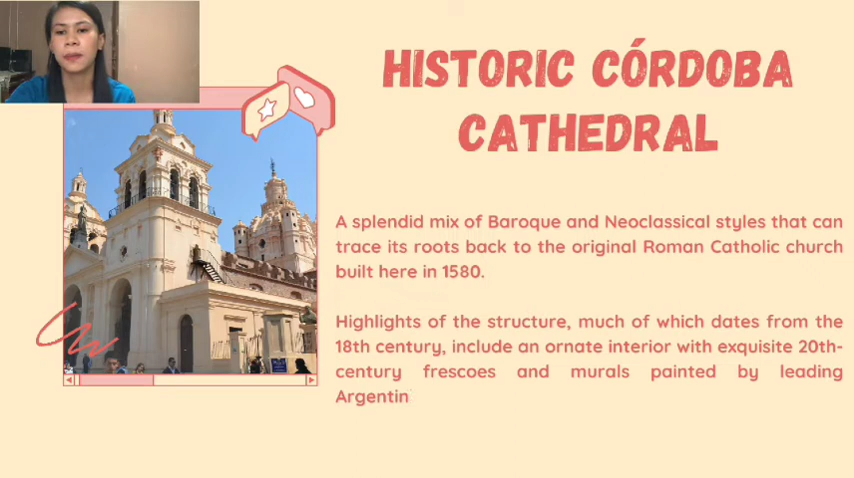 HISTORIC CÓRDOBA
CATHEDRAL
A splendid mix of Baroque and Neoclassical styles that can
trace its roots back to the original Roman Catholic church
built here in 1580.
Highlights of the structure, much of which dates from the
18th century, include an ornate interior with exquisite 20th-
century frescoes and murals painted by leading
Argentin